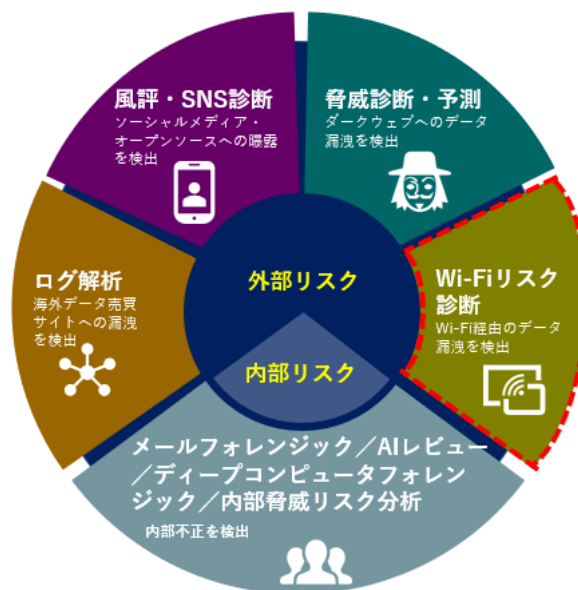 風評・SNS診断
ソーシャルメディア・
オープンソースへの曝露
を検出
脅威診断・予測
ダークウェブへのデータ
漏洩を検出
ログ解析
海外データ売買
サイトへの漏洩
を検出
外部リスク
Wi-Fiリスク
診断
Wi-Fi経由のデータ
漏洩を検出
内部リスク
メールフォレンジック／AIレビュー
／ディープコンピュータフォレン
ジック／内部脅威リスク分析
内部不正を検出